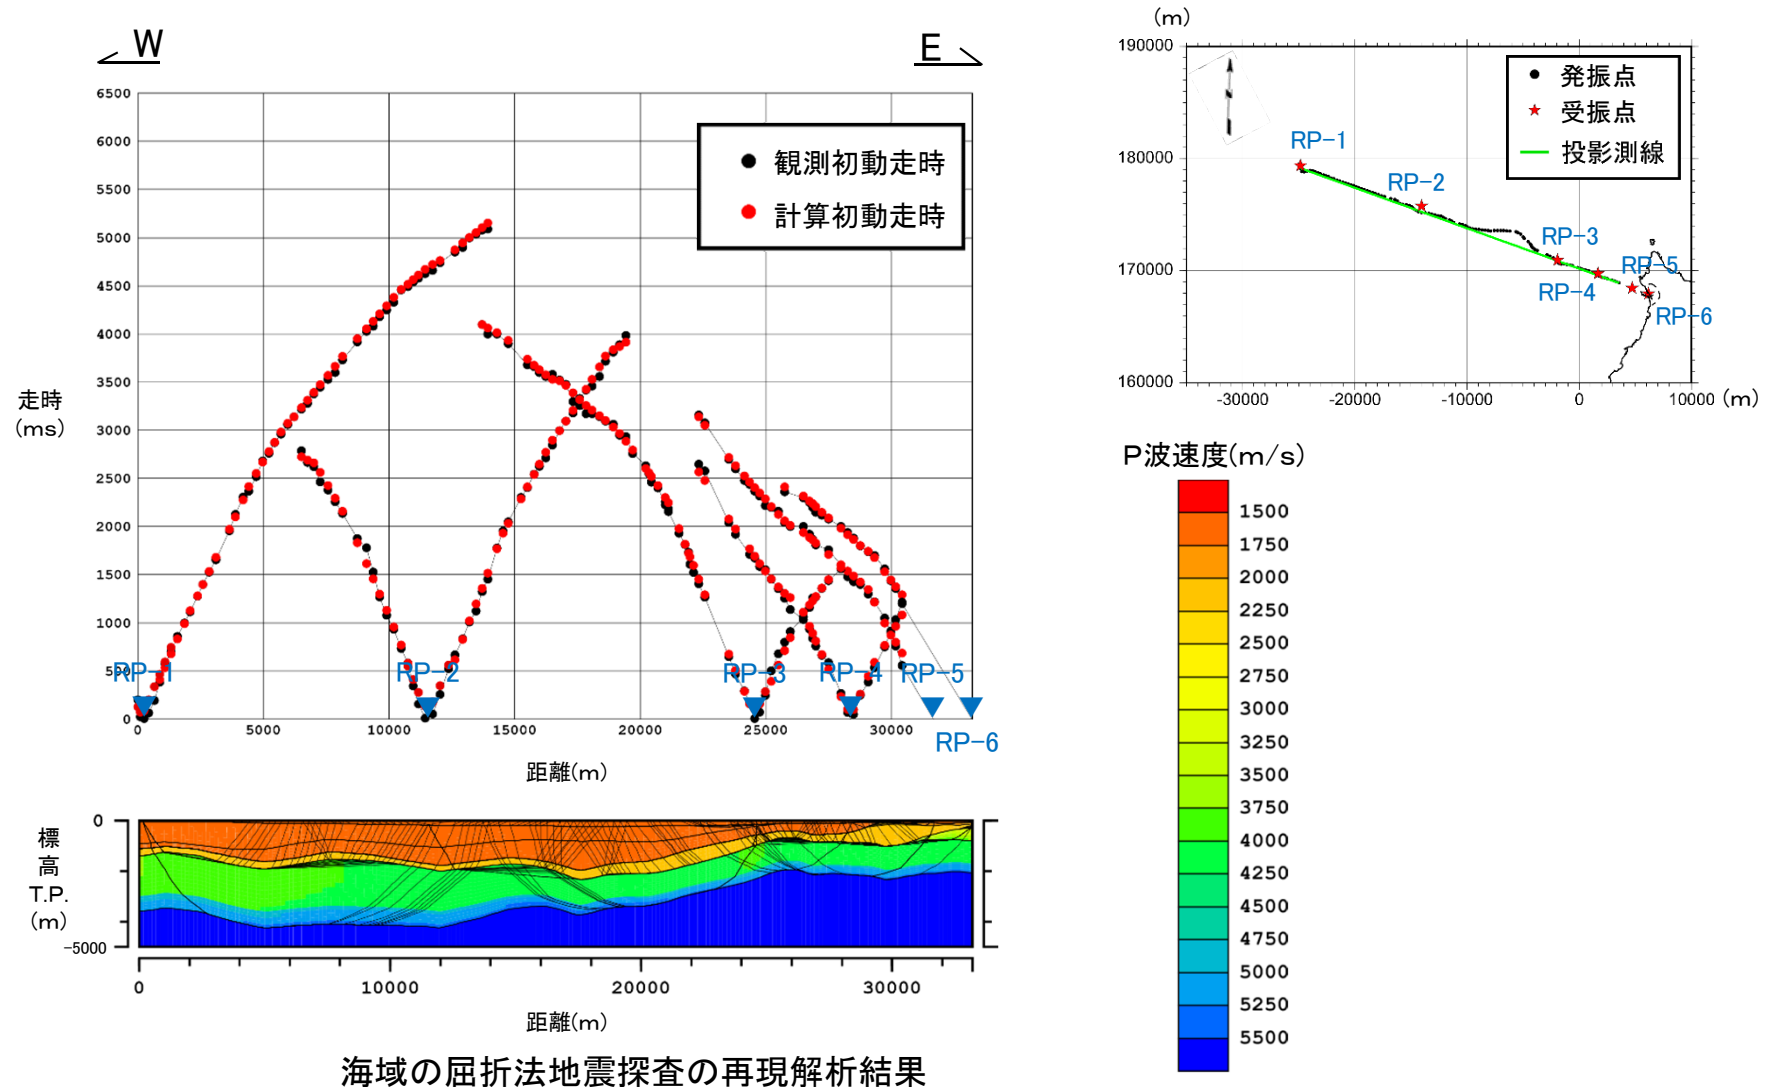 W
E
6500
6000
5500
5000
4500
4000
3500
3000
2500
2000
1500
1000
500
0
走時
(ms)
観測初動走時
計算初動走時
RP-1
RP-2
RP-3
RP-4
RP-5
RP-6
0
5000
10000
15000
20000
25000
30000
距離(m)
標
高
T.P.
(m)
0
-5000
0
10000
20000
30000
距離(m)
海域の屈折法地震探査の再現解析結果
(m)
190000
180000
170000
160000
-30000
-20000
-10000
0
10000
(m)
発振点
受振点
投影測線
RP-1
RP-2
RP-3
RP-4
RP-5
RP-6
P波速度(m/s)
1500
1750
2000
2250
2500
2750
3000
3250
3500
3750
4000
4250
4500
4750
5000
5250
5500